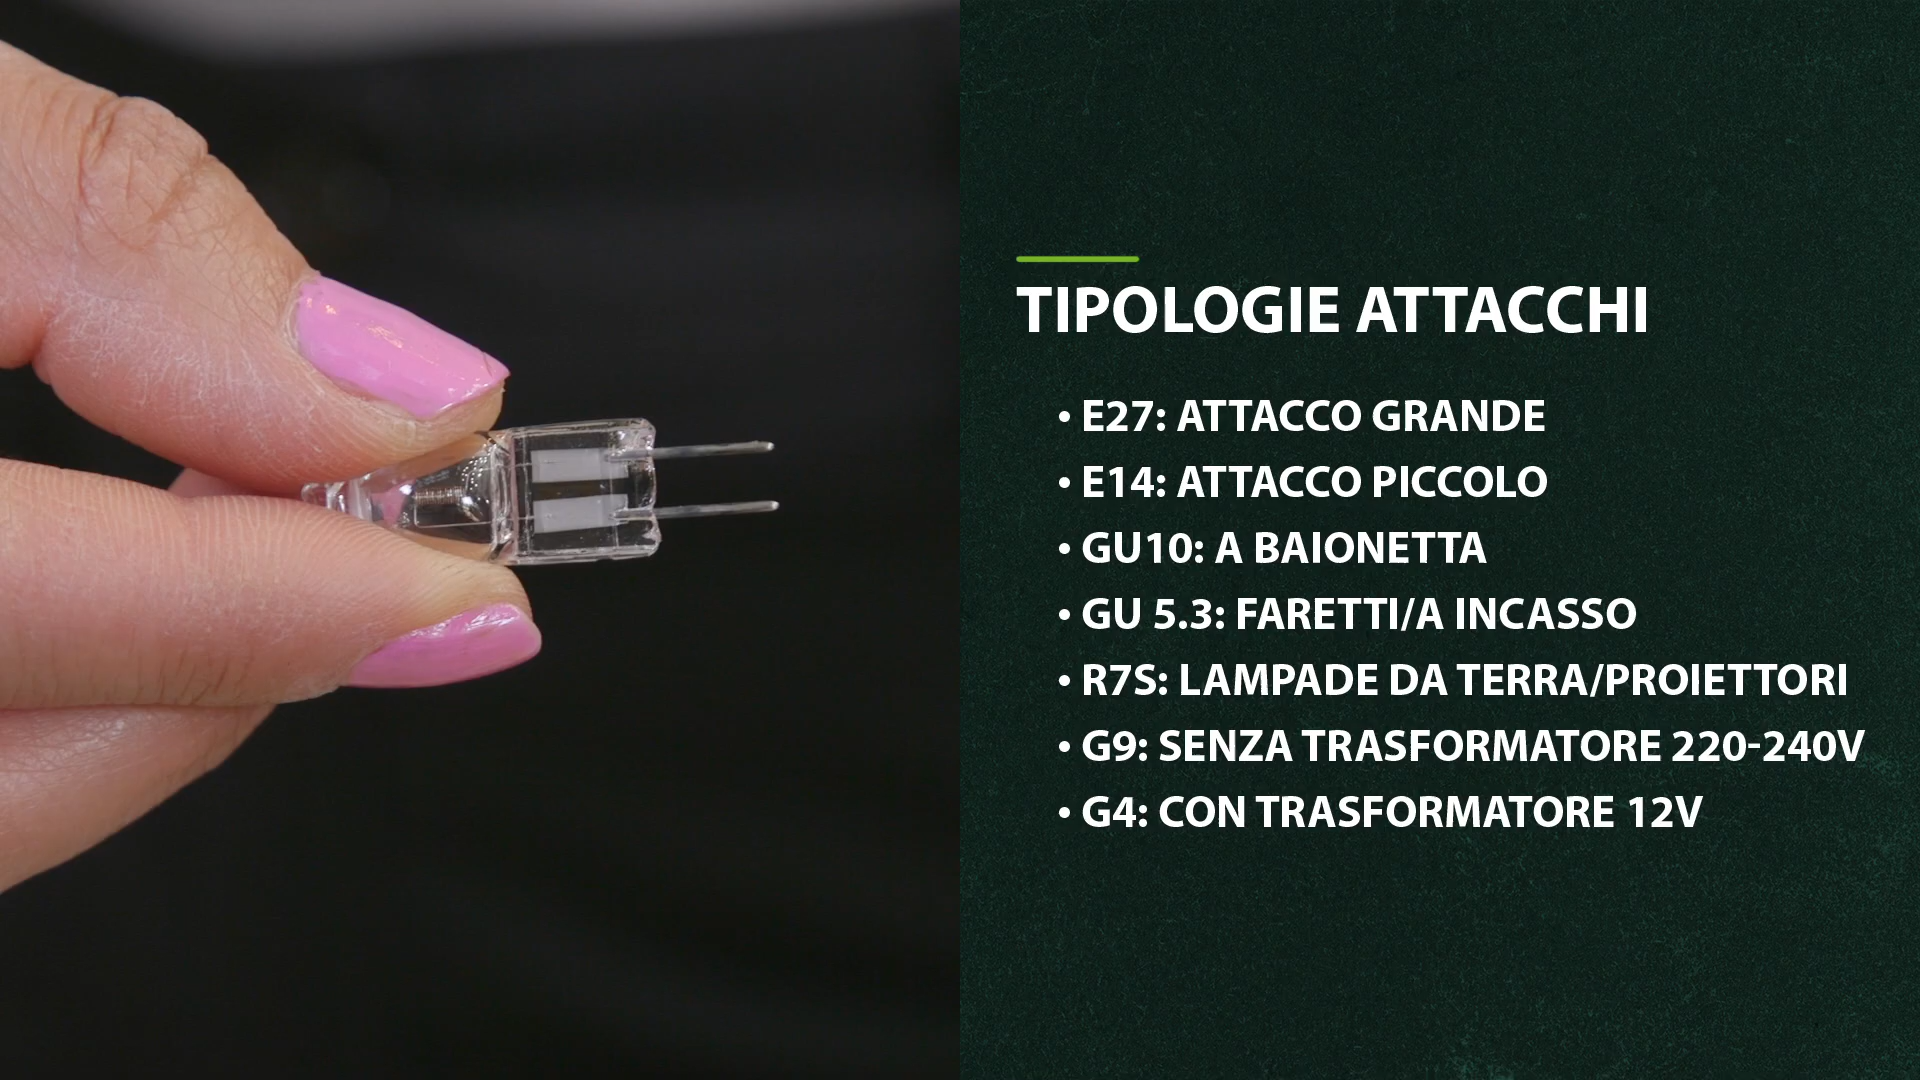 TIPOLOGIE ATTACCHI
• E27: ATTACCO GRANDE
• E14: ATTACCO PICCOLO
• GU10: A BAIONETTA
• GU 5.3: FARETTI/A INCASSO
• R7S: LAMPADE DA TERRA/PROIETTORI
• G9: SENZA TRASFORMATORE 220-240V
• G4: CON TRASFORMATORE 12V